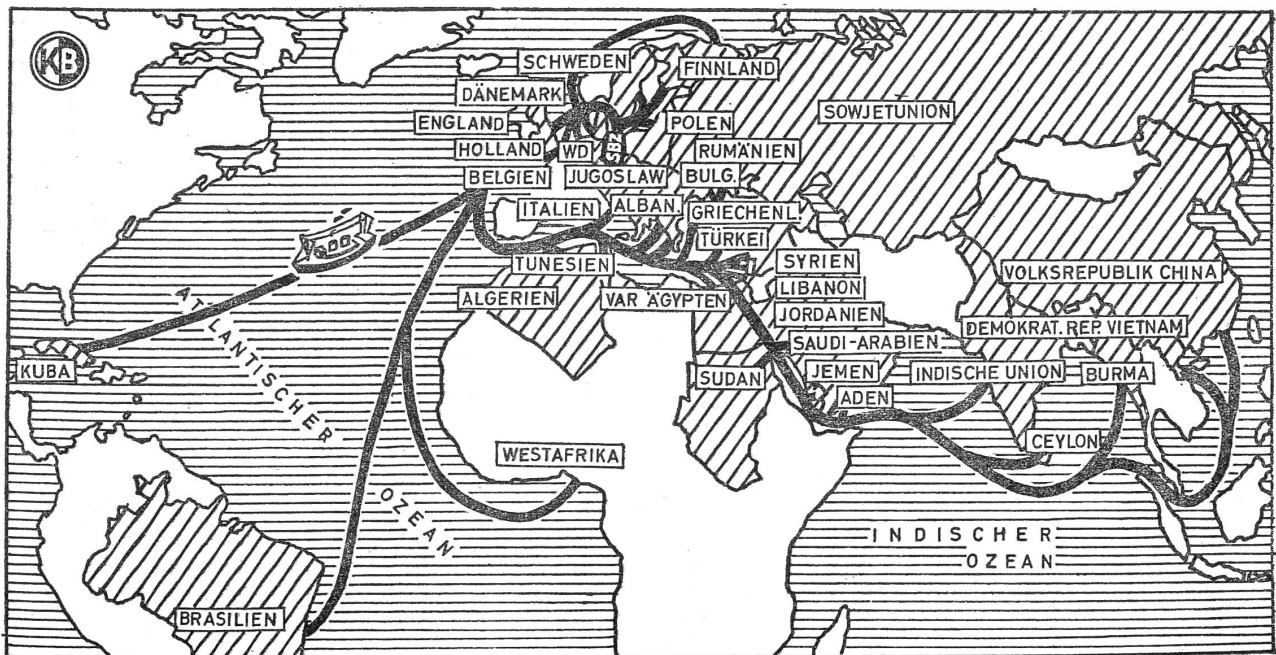 KB
SCHWEDEN
FINNLAND
DÄNEMARK
SOWJETUNION
ENGLAND
POLEN
HOLLAND
WD
RUMÄNIEN
BELGIEN
JUGOSLAW
BULG.
ITALIEN
ALBAN.
GRIECHENL.
TÜRKEI
TUNESIEN
SYRIEN
VOLKSREPUBLIK CHINA
ALGERIEN
VAR ÄGYPTEN
LIBANON
JORDANIEN
DEMOKRAT. REP. VIETNAM
SAUDI-ARABIEN
KUBA
SUDAN
JEMEN
INDISCHE UNION
BURMA
ADEN
ATLANTISCHER
OZEAN
CEYLON
WESTAFRIKA
INDISCHER
OZEAN
BRASILIEN